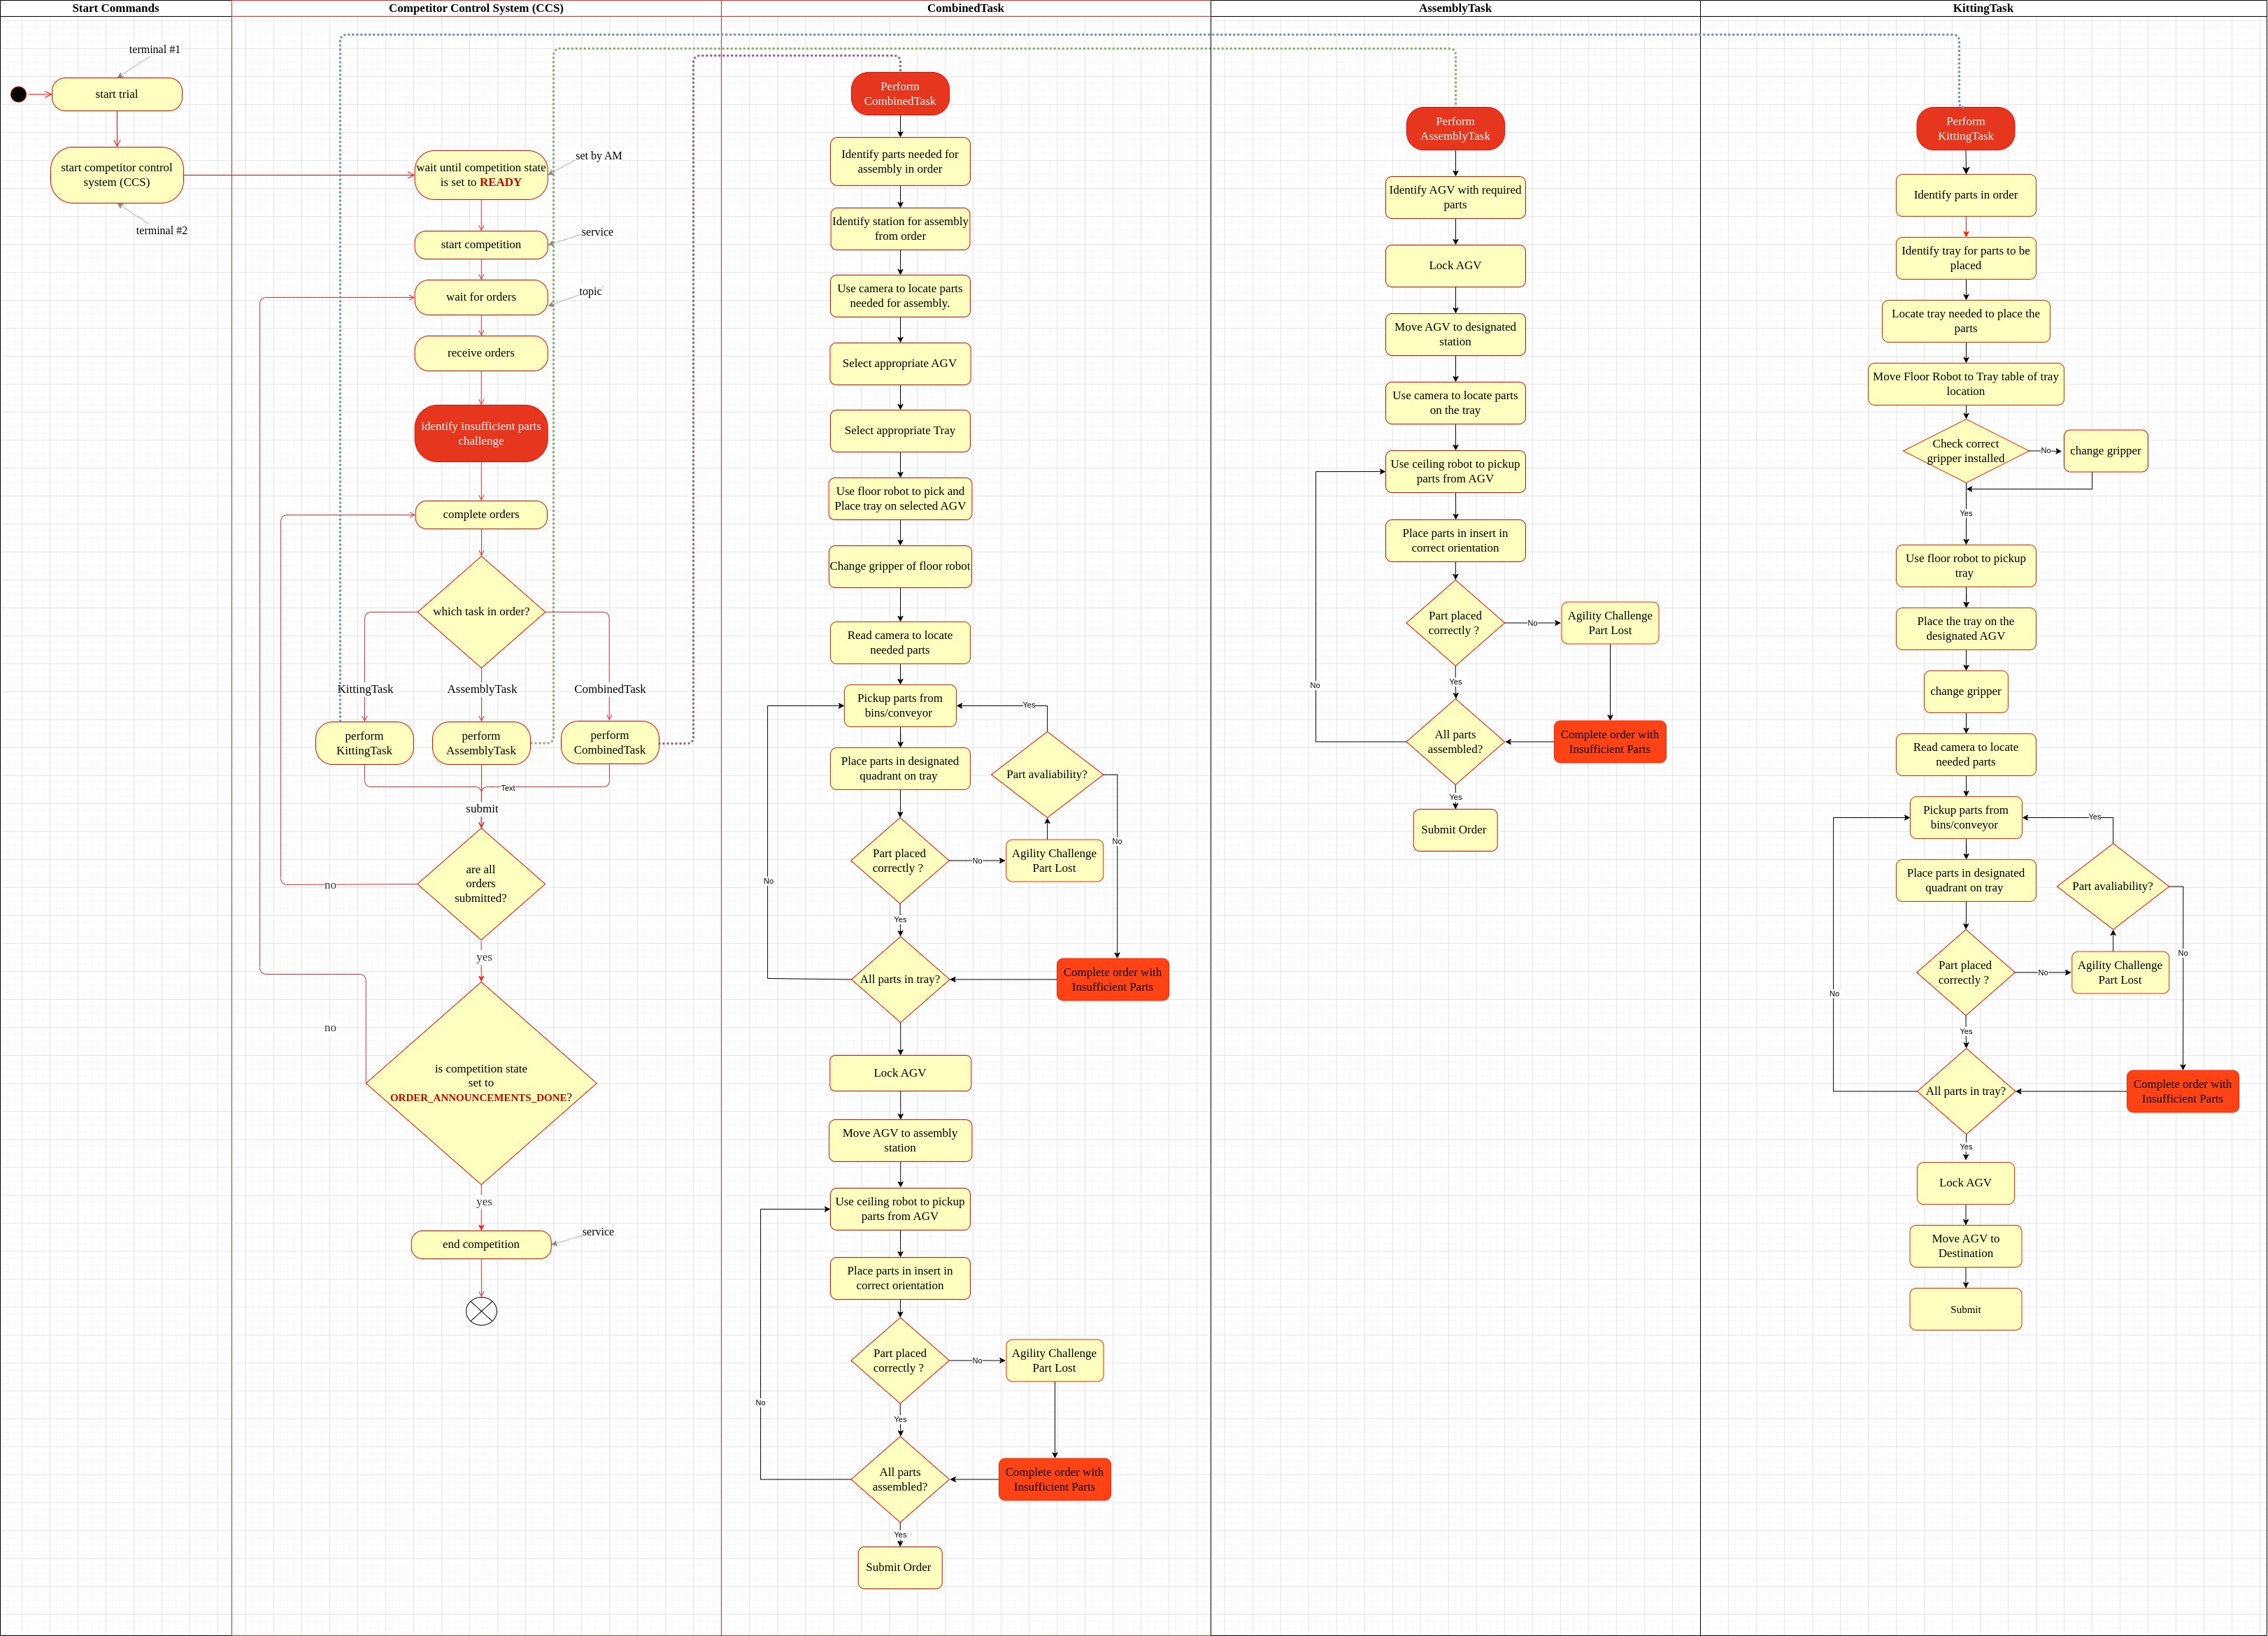 Start Commands
terminal #1
start trial
start competitor control
system (CCS)
terminal #2
Competitor Control System (CCS)
wait until competition state
is set to READY
set by AM
start competition
service
wait for orders
topic
receive orders
identify insufficient parts
challenge
complete orders
which task in order?
KittingTask
AssemblyTask
CombinedTask
perform
KittingTask
perform
AssemblyTask
perform
CombinedTask
Text
submit
are all
orders
submitted?
no
yes
no
is competition state
set to
ORDER_ANNOUNCEMENTS_DONE?
yes
end competition
service
CombinedTask
Perform
CombinedTask
Identify parts needed for
assembly in order
Identify station for assembly
from order
Use camera to locate parts
needed for assembly.
Select appropriate AGV
Select appropriate Tray
Use floor robot to pick and
Place tray on selected AGV
Change gripper of floor robot
Read camera to locate
needed parts
Pickup parts from
bins/conveyor
Yes
Place parts in designated
quadrant on tray
Part avaliability?
No
Part placed
correctly ?
No
Agility Challenge
Part Lost
No
Yes
All parts in tray?
Complete order with
Insufficient Parts
Lock AGV
Move AGV to assembly
station
Use ceiling robot to pickup
parts from AGV
Place parts in insert in
correct orientation
Part placed
correctly ?
No
Agility Challenge
Part Lost
No
Yes
All parts
assembled?
Complete order with
Insufficient Parts
Yes
Submit Order
AssemblyTask
Perform
AssemblyTask
Identify AGV with required
parts
Lock AGV
Move AGV to designated
station
Use camera to locate parts
on the tray
Use ceiling robot to pickup
parts from AGV
Place parts in insert in
correct orientation
Part placed
correctly ?
No
Agility Challenge
Part Lost
No
Yes
All parts
assembled?
Complete order with
Insufficient Parts
Yes
Submit Order
KittingTask
Perform
KittingTask
Identify parts in order
Identify tray for parts to be
placed
Locate tray needed to place the
parts
Move Floor Robot to Tray table of tray
location
Check correct
gripper installed
No
change gripper
Yes
Use floor robot to pickup
tray
Place the tray on the
designated AGV
change gripper
Read camera to locate
needed parts
Pickup parts from
bins/conveyor
Yes
Place parts in designated
quadrant on tray
Part avaliability?
No
Part placed
correctly ?
No
Agility Challenge
Part Lost
No
Yes
All parts in tray?
Complete order with
Insufficient Parts
Yes
Lock AGV
Move AGV to
Destination
Submit